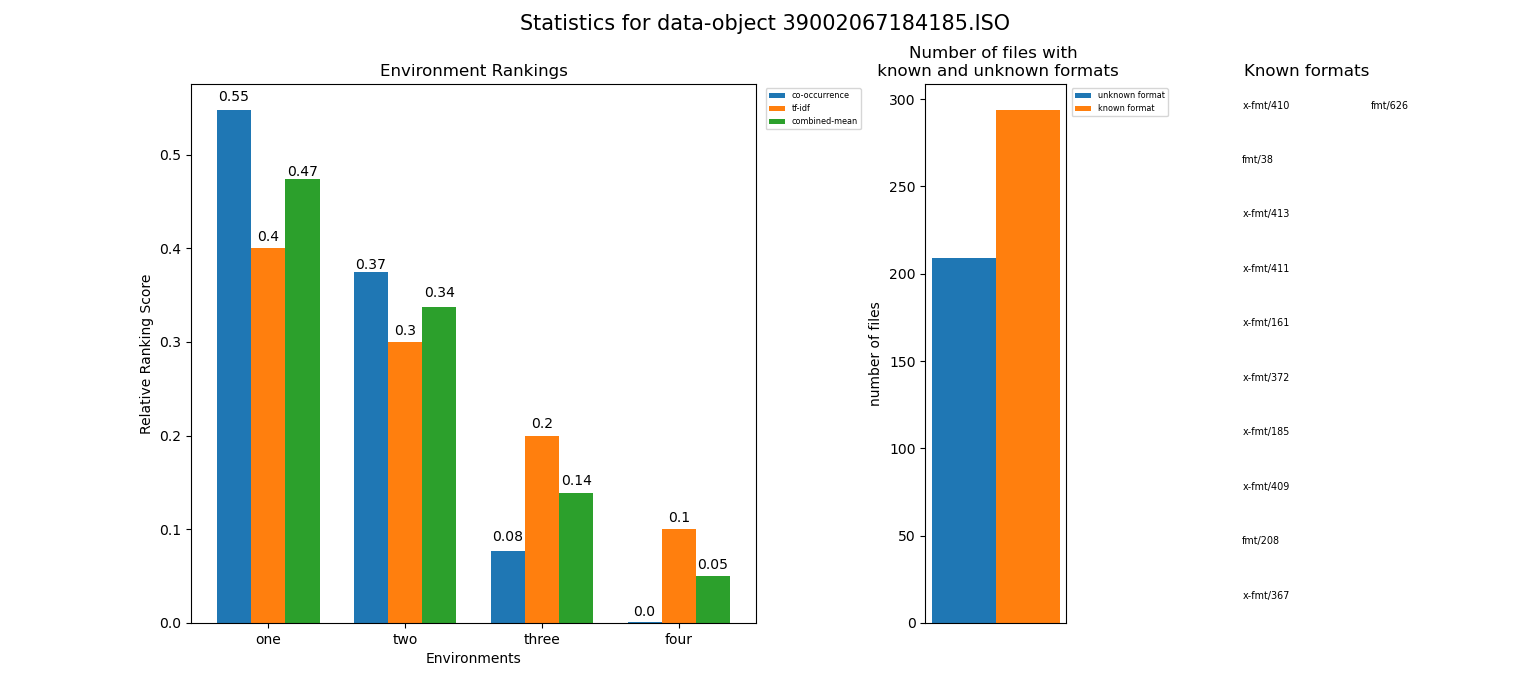 Statistics for data-object 39002067184185.ISO
Environment Rankings
0.55
0.4
0.47
0.37
0.3
0.34
0.08
0.2
0.14
0.0
0.1
0.05
0.5
0.4
0.3
0.2
0.1
0.0
Relative Ranking Score
one two three four
Environments
co-occurrence
tf-idf
combined-mean
Number of files with
known and unknown formats
300
250
200
150
100
50
0
number of files
unknown format
known format
Known formats
x-fmt/410 fmt/626
fmt/38
x-fmt/413
x-fmt/411
x-fmt/161
x-fmt/372
x-fmt/185
x-fmt/409
fmt/208
x-fmt/367